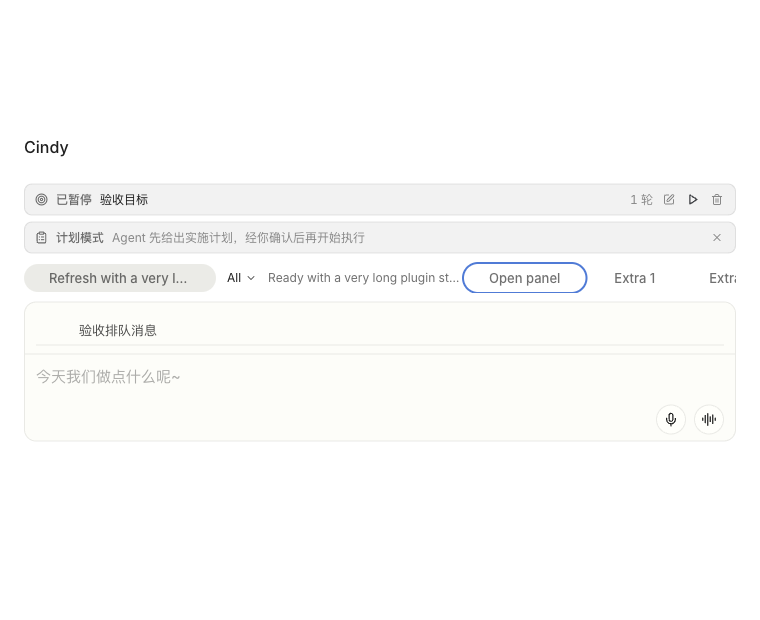 Cindy
已暂停 验收目标 1 轮
计划模式 Agent 先给出实施计划，经你确认后再开始执行
Refresh with a very l... All Ready with a very long plugin st... Open panel Extra 1 Extra
验收排队消息
今天我们做点什么呢~